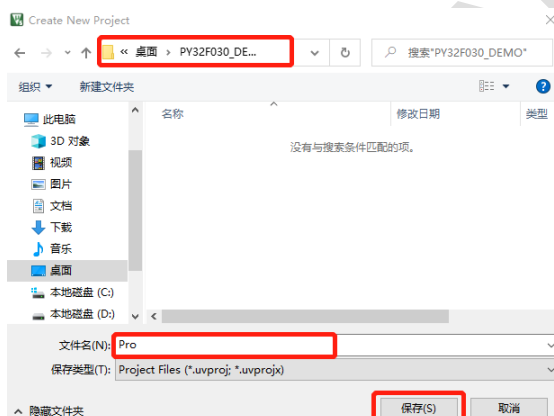 Create New Project
« 桌面 › PY32F030_DE...
搜索"PY32F030_DEMO"
组织 新建文件夹
名称 修改日期 类型
此电脑
3D 对象
视频
图片
文档
下载
音乐
桌面
本地磁盘 (C:)
本地磁盘 (D:)
没有与搜索条件匹配的项。
文件名(N): Pro
保存类型(T): Project Files (*.uvproj; *.uvprojx)
隐藏文件夹 保存(S) 取消